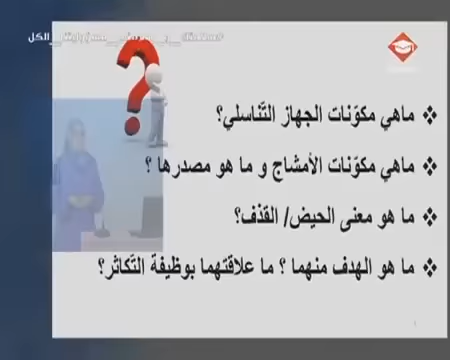 الكل
ماهي مكوّنات الجهاز التّناسلي؟
ماهي مكوّنات الأمشاج و ما هو مصدرها ؟
ما هو معنى الحيض/ القذف؟
ما هو الهدف منهما ؟ ما علاقتهما بوظيفة التّكاثر؟